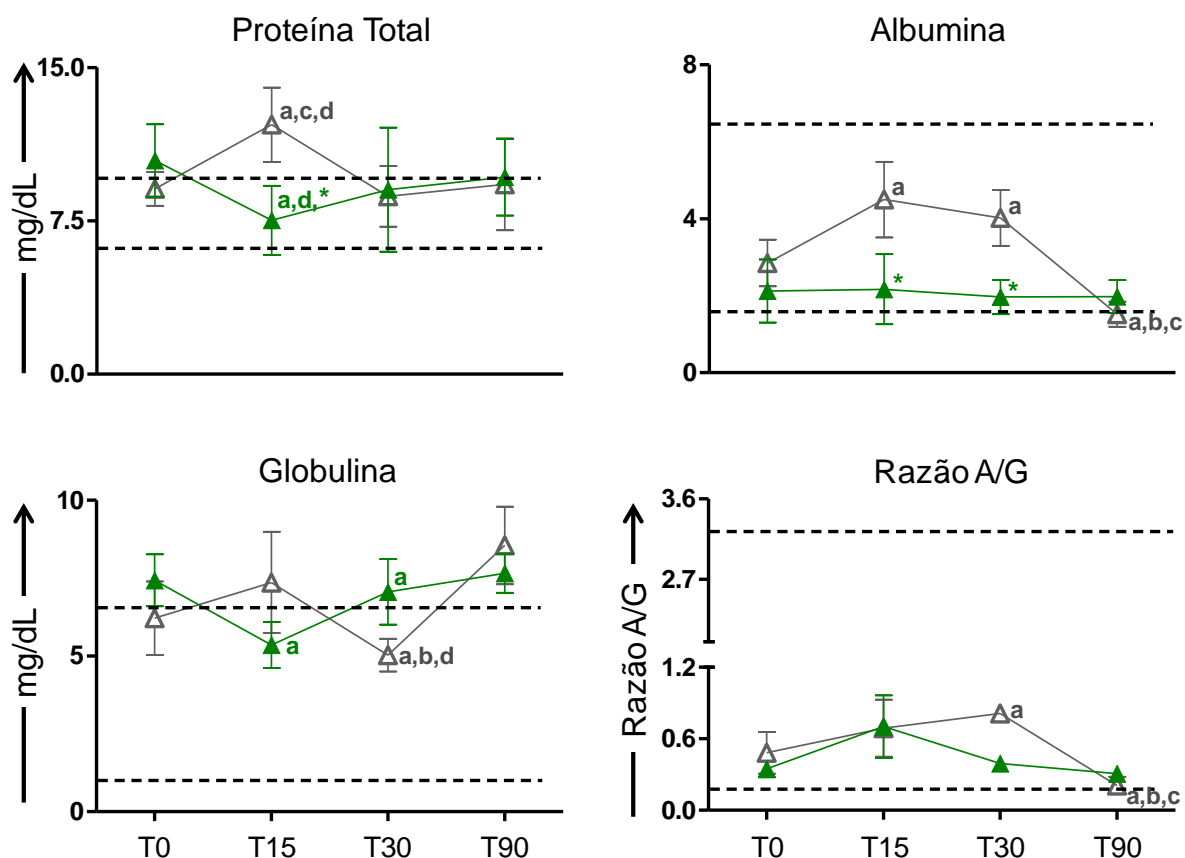 Proteína Total
15.0
7.5
0.0
mg/dL
a,c,d
a,d,*
Albumina
8
4
0
a
a
*
*
a,b,c
Globulina
10
5
0
mg/dL
a
a
a,b,d
T0 T15 T30 T90
Razão A/G
3.6
2.7
1.2
0.6
0.0
Razão A/G
a
a,b,c
T0 T15 T30 T90